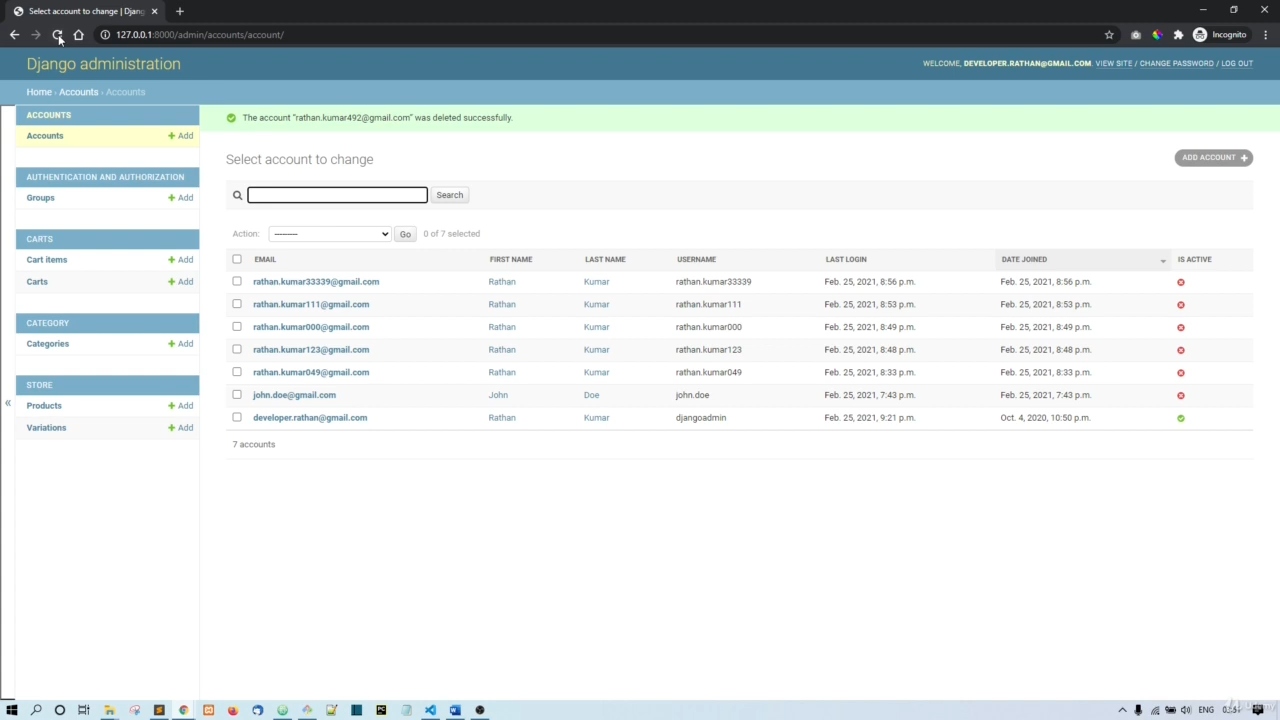 Select account to change | Djang
127.0.0.1:8000/admin/accounts/account/
Incognito
Django administration
WELCOME, DEVELOPER.RATHAN@GMAIL.COM. VIEW SITE / CHANGE PASSWORD / LOG OUT
Home › Accounts › Accounts
ACCOUNTS
Accounts + Add
AUTHENTICATION AND AUTHORIZATION
Groups + Add
CARTS
Cart items + Add
Carts + Add
CATEGORY
Categories + Add
STORE
Products + Add
Variations + Add
«
The account “rathan.kumar492@gmail.com” was deleted successfully.
Select account to change
ADD ACCOUNT +
Search
Action: --------- Go 0 of 7 selected
EMAIL FIRST NAME LAST NAME USERNAME LAST LOGIN DATE JOINED IS ACTIVE
rathan.kumar33339@gmail.com Rathan Kumar rathan.kumar33339 Feb. 25, 2021, 8:56 p.m. Feb. 25, 2021, 8:56 p.m.
rathan.kumar111@gmail.com Rathan Kumar rathan.kumar111 Feb. 25, 2021, 8:53 p.m. Feb. 25, 2021, 8:53 p.m.
rathan.kumar000@gmail.com Rathan Kumar rathan.kumar000 Feb. 25, 2021, 8:49 p.m. Feb. 25, 2021, 8:49 p.m.
rathan.kumar123@gmail.com Rathan Kumar rathan.kumar123 Feb. 25, 2021, 8:48 p.m. Feb. 25, 2021, 8:48 p.m.
rathan.kumar049@gmail.com Rathan Kumar rathan.kumar049 Feb. 25, 2021, 8:33 p.m. Feb. 25, 2021, 8:33 p.m.
john.doe@gmail.com John Doe john.doe Feb. 25, 2021, 7:43 p.m. Feb. 25, 2021, 7:43 p.m.
developer.rathan@gmail.com Rathan Kumar djangoadmin Feb. 25, 2021, 9:21 p.m. Oct. 4, 2020, 10:50 p.m.
7 accounts
ENG